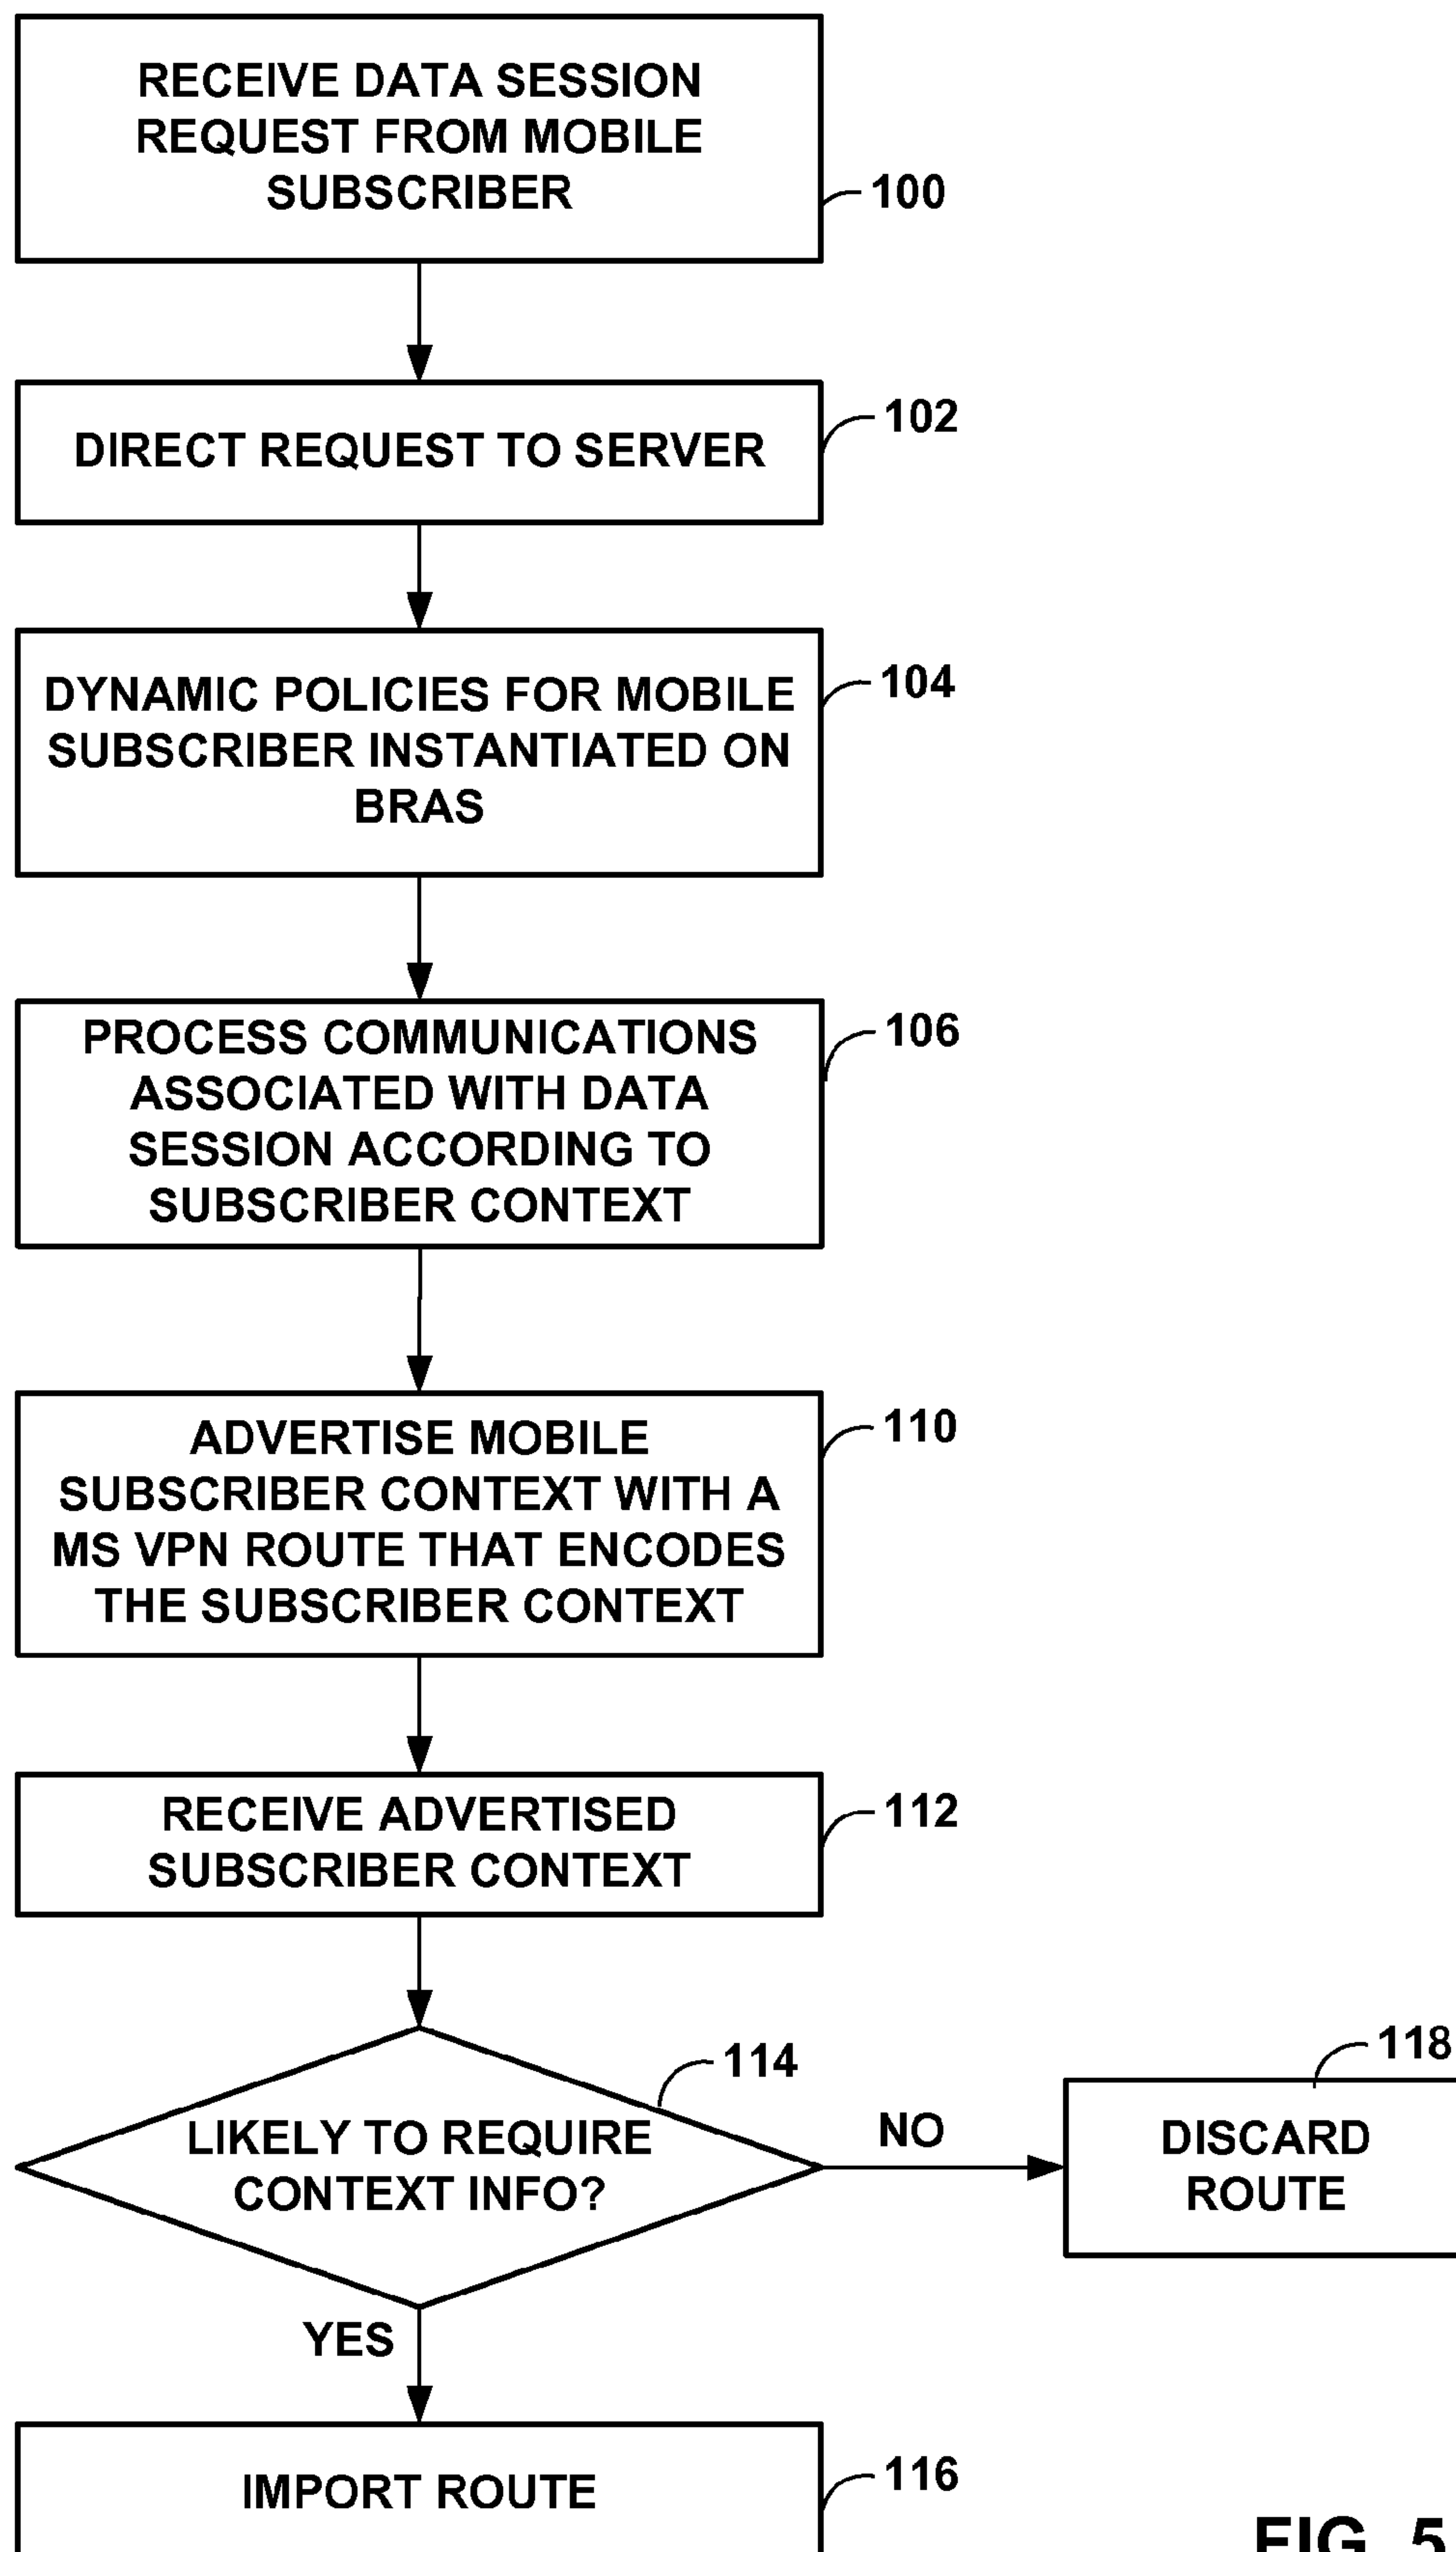 RECEIVE DATA SESSION
REQUEST FROM MOBILE
SUBSCRIBER
100
DIRECT REQUEST TO SERVER
102
DYNAMIC POLICIES FOR MOBILE
SUBSCRIBER INSTANTIATED ON
BRAS
104
PROCESS COMMUNICATIONS
ASSOCIATED WITH DATA
SESSION ACCORDING TO
SUBSCRIBER CONTEXT
106
ADVERTISE MOBILE
SUBSCRIBER CONTEXT WITH A
MS VPN ROUTE THAT ENCODES
THE SUBSCRIBER CONTEXT
110
RECEIVE ADVERTISED
SUBSCRIBER CONTEXT
112
LIKELY TO REQUIRE
CONTEXT INFO?
114
NO
DISCARD
ROUTE
118
YES
IMPORT ROUTE
116
FIG. 5